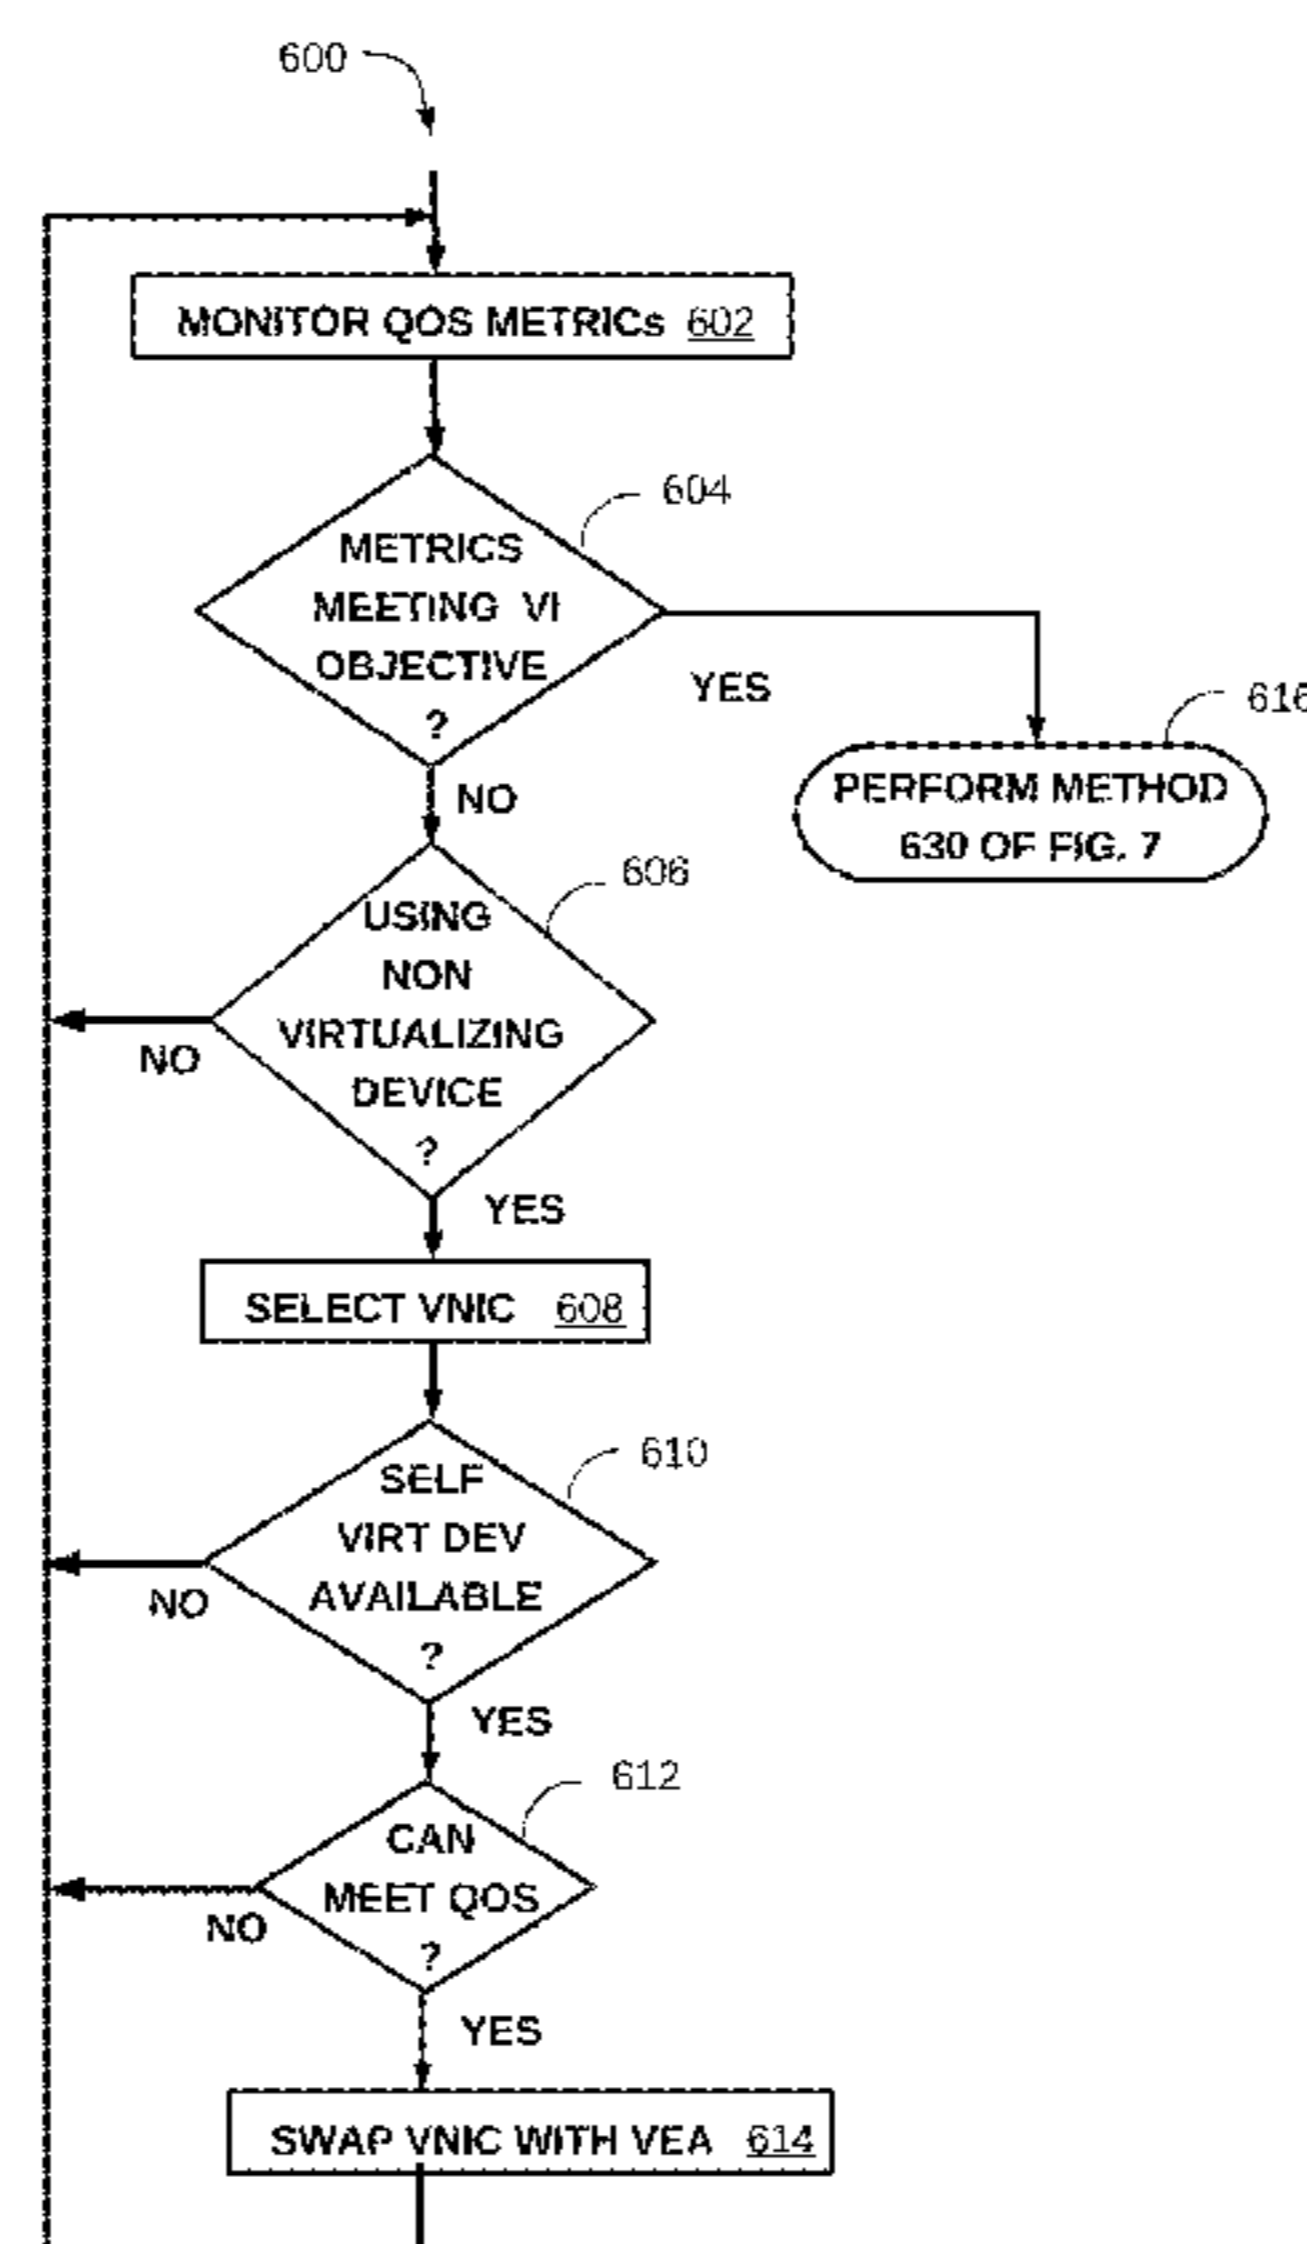 600
MONITOR QOS METRICs 602
604
METRICS
MEETING VI
OBJECTIVE
?
YES
616
PERFORM METHOD
630 OF FIG. 7
NO
606
USING
NON
VIRTUALIZING
DEVICE
?
NO
YES
SELECT VNIC 608
610
SELF
VIRT DEV
AVAILABLE
?
NO
YES
612
CAN
MEET QOS
?
NO
YES
SWAP VNIC WITH VEA 614